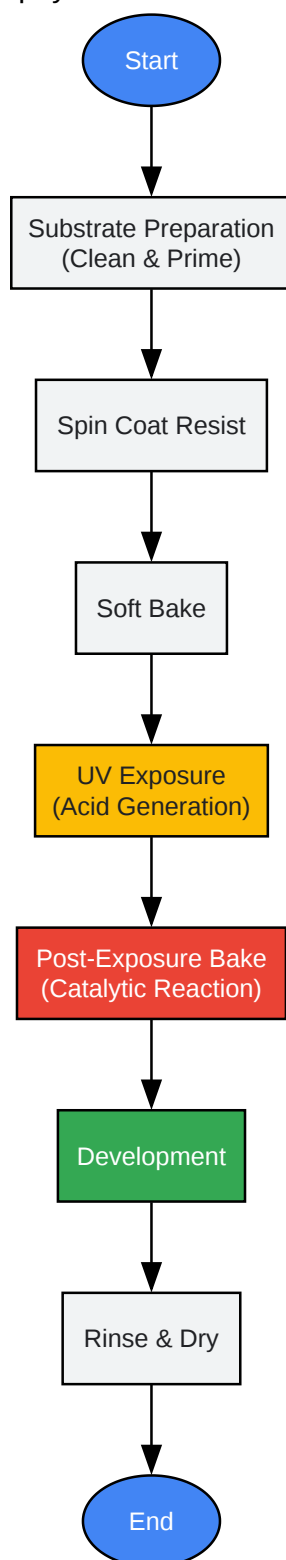 Start
Substrate Preparation
(Clean & Prime)
Spin Coat Resist
Soft Bake
UV Exposure
(Acid Generation)
Post-Exposure Bake
(Catalytic Reaction)
Development
Rinse & Dry
End